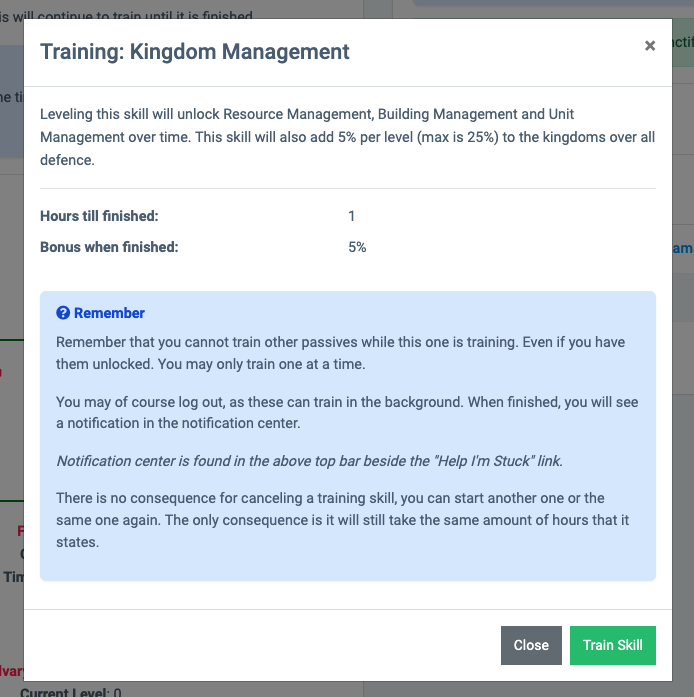 is will continue to train until it is finished
Training: Kingdom Management
×
Leveling this skill will unlock Resource Management, Building Management and Unit
Management over time. This skill will also add 5% per level (max is 25%) to the kingdoms over all
defence.
Hours till finished: 1
Bonus when finished: 5%
Remember
Remember that you cannot train other passives while this one is training. Even if you have
them unlocked. You may only train one at a time.
You may of course log out, as these can train in the background. When finished, you will see
a notification in the notification center.
Notification center is found in the above top bar beside the "Help I'm Stuck" link.
There is no consequence for canceling a training skill, you can start another one or the
same one again. The only consequence is it will still take the same amount of hours that it
states.
Close Train Skill
Current Level: 0